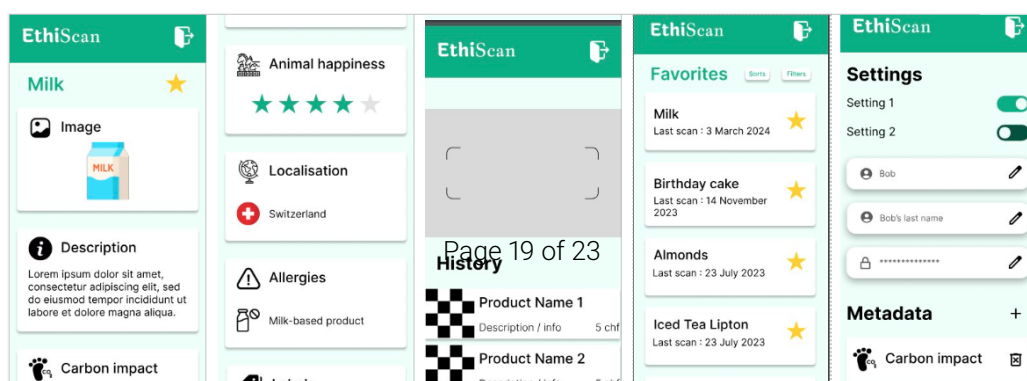 EthiScan
Milk
Image
MILK
Description
Lorem ipsum dolor sit amet,
consectetur adipiscing elit, sed
do eiusmod tempor incididunt ut
labore et dolore magna aliqua.
CO₂
Carbon impact
Animal happiness
Localisation
Switzerland
Allergies
Milk-based product
EthiScan
Page 19 of 23
History
Product Name 1
Description / info 5 chf
Product Name 2
EthiScan
Favorites Sorts Filters
Milk
Last scan : 3 March 2024
Birthday cake
Last scan : 14 November
2023
Almonds
Last scan : 23 July 2023
Iced Tea Lipton
Last scan : 23 July 2023
EthiScan
Settings
Setting 1
Setting 2
Bob
Bob's last name
**************
Metadata +
CO₂
Carbon impact